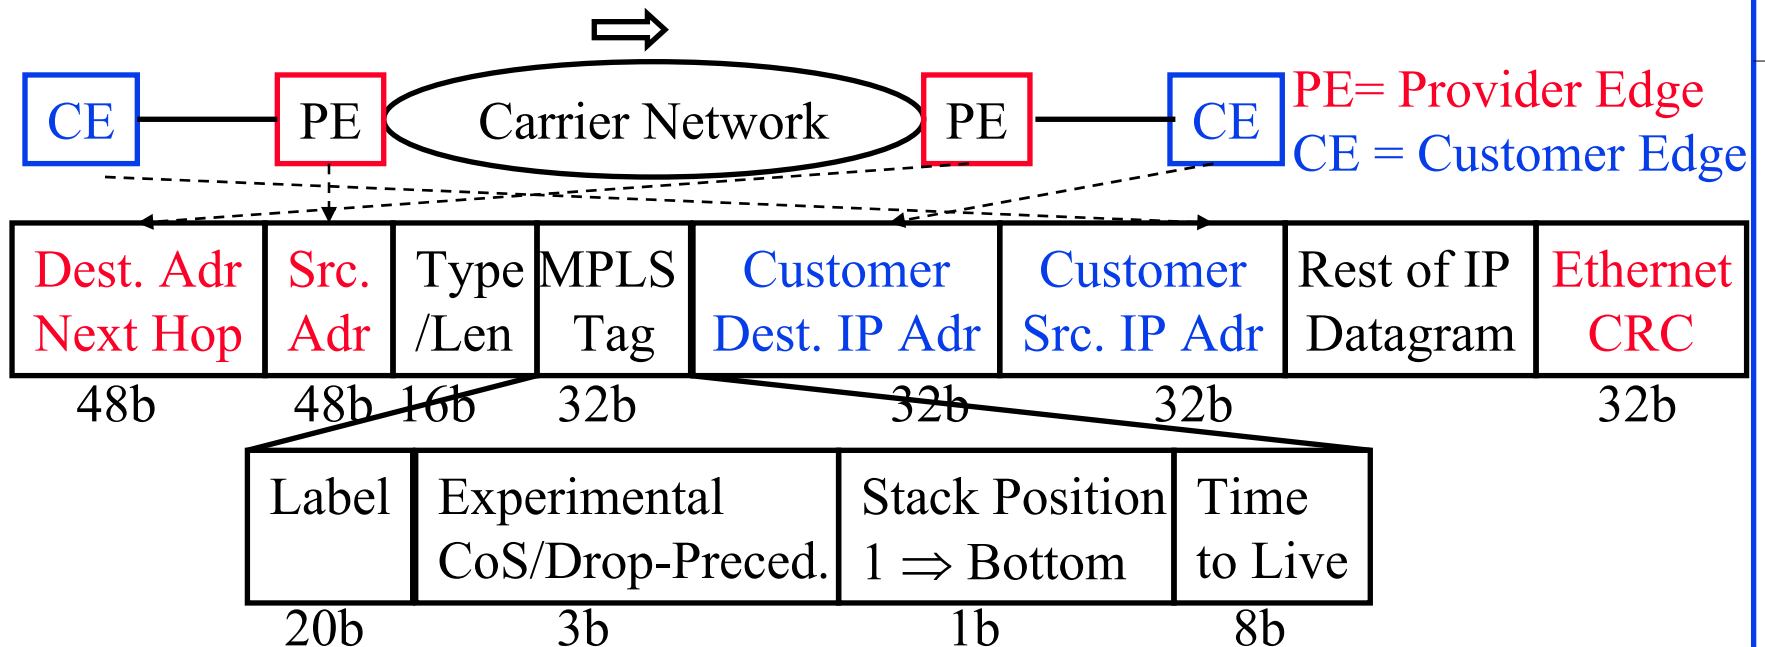 CE
PE
Carrier Network
PE
CE
PE= Provider Edge
CE = Customer Edge
Dest. Adr
Next Hop
Src.
Adr
Type
/Len
MPLS
Tag
Customer
Dest. IP Adr
Customer
Src. IP Adr
Rest of IP
Datagram
Ethernet
CRC
48b
48b
16b
32b
32b
32b
32b
Label
Experimental
CoS/Drop-Preced.
Stack Position
1 ⇒ Bottom
Time
to Live
20b
3b
1b
8b